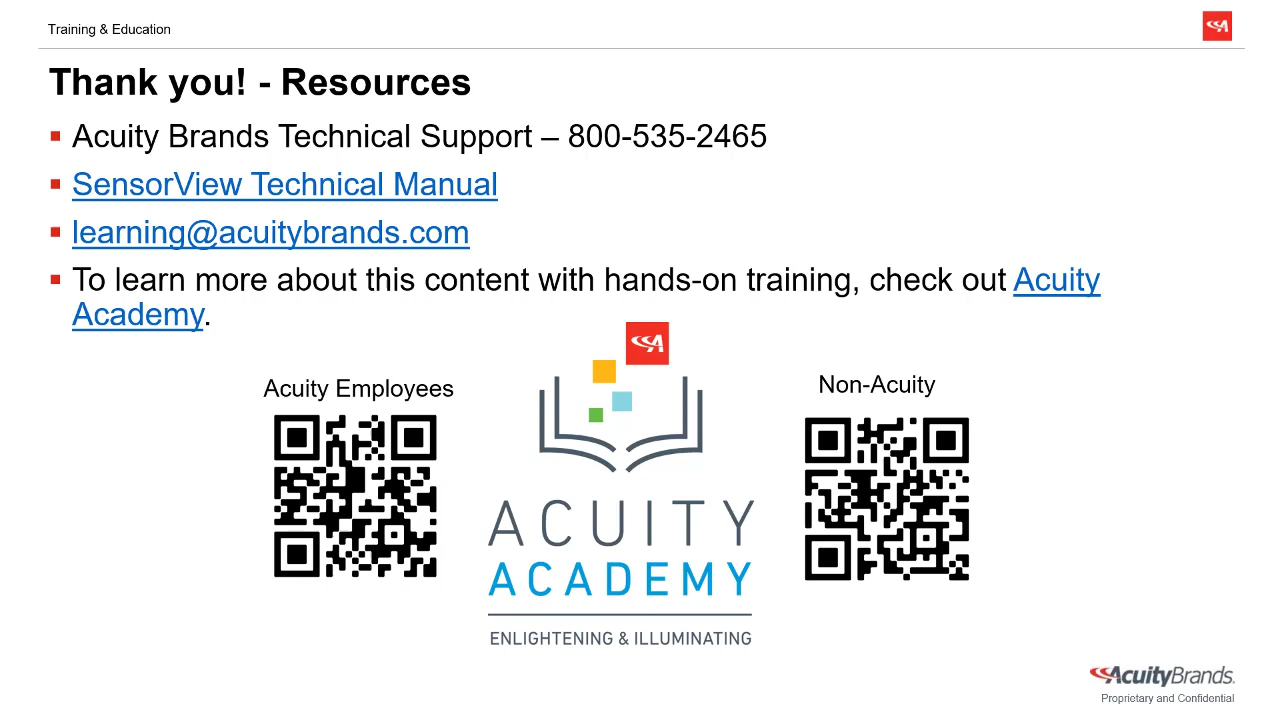 Training & Education
Thank you! - Resources
Acuity Brands Technical Support – 800-535-2465
SensorView Technical Manual
learning@acuitybrands.com
To learn more about this content with hands-on training, check out Acuity
Academy.
Acuity Employees
Non-Acuity
ACUITY
ACADEMY
ENLIGHTENING & ILLUMINATING
AcuityBrands.
Proprietary and Confidential